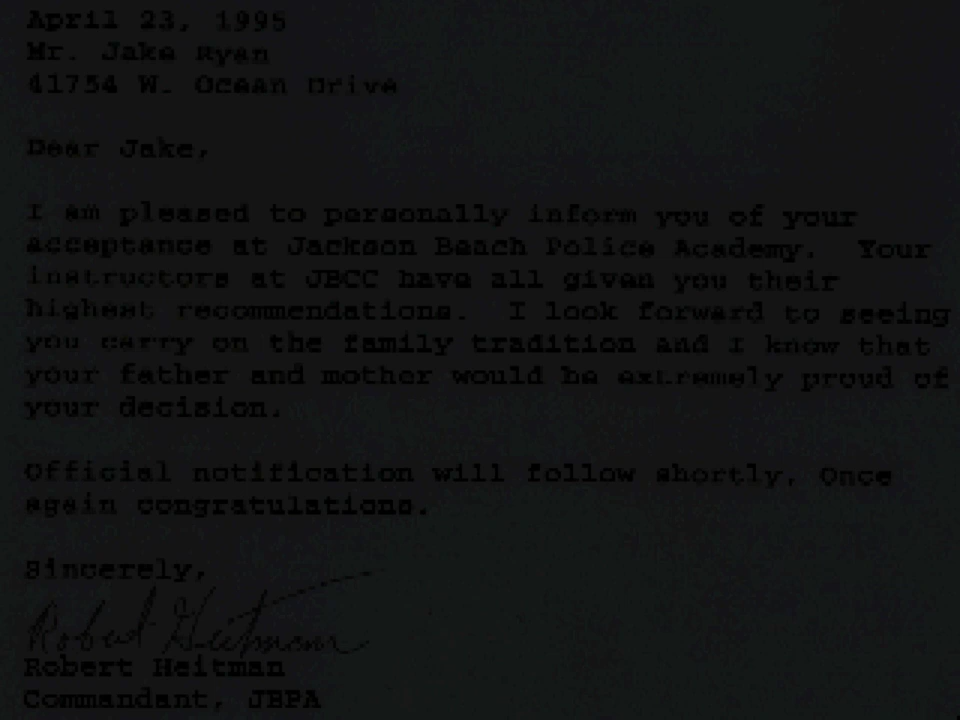 April 23, 1995
Mr. Jake Ryan
41754 W. Ocean Drive
Dear Jake,
I am pleased to personally inform you of your
acceptance at Jackson Beach Police Academy. Your
instructors at JBCC have all given you their
highest recommendations. I look forward to seeing
you carry on the family tradition and I know that
your father and mother would be extremely proud of
your decision.
Official notification will follow shortly. Once
again congratulations.
Sincerely,
Robert Heitman
Robert Heitman
Commandant, JBPA